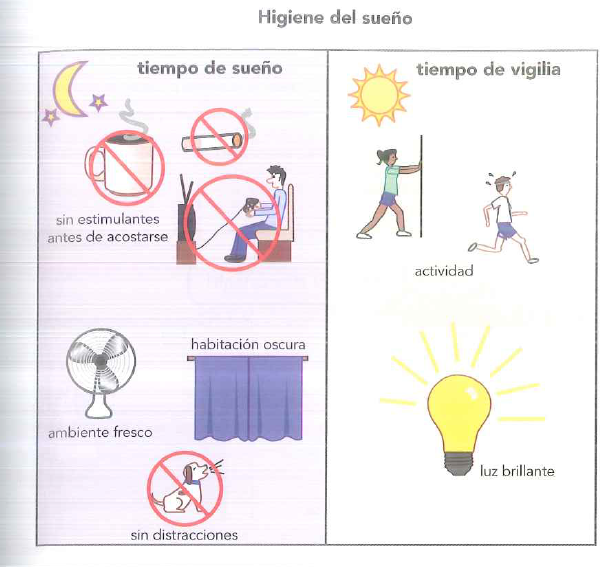 Higiene del sueño
tiempo de sueño
sin estimulantes
antes de acostarse
habitación oscura
ambiente fresco
sin distracciones
tiempo de vigilia
actividad
luz brillante